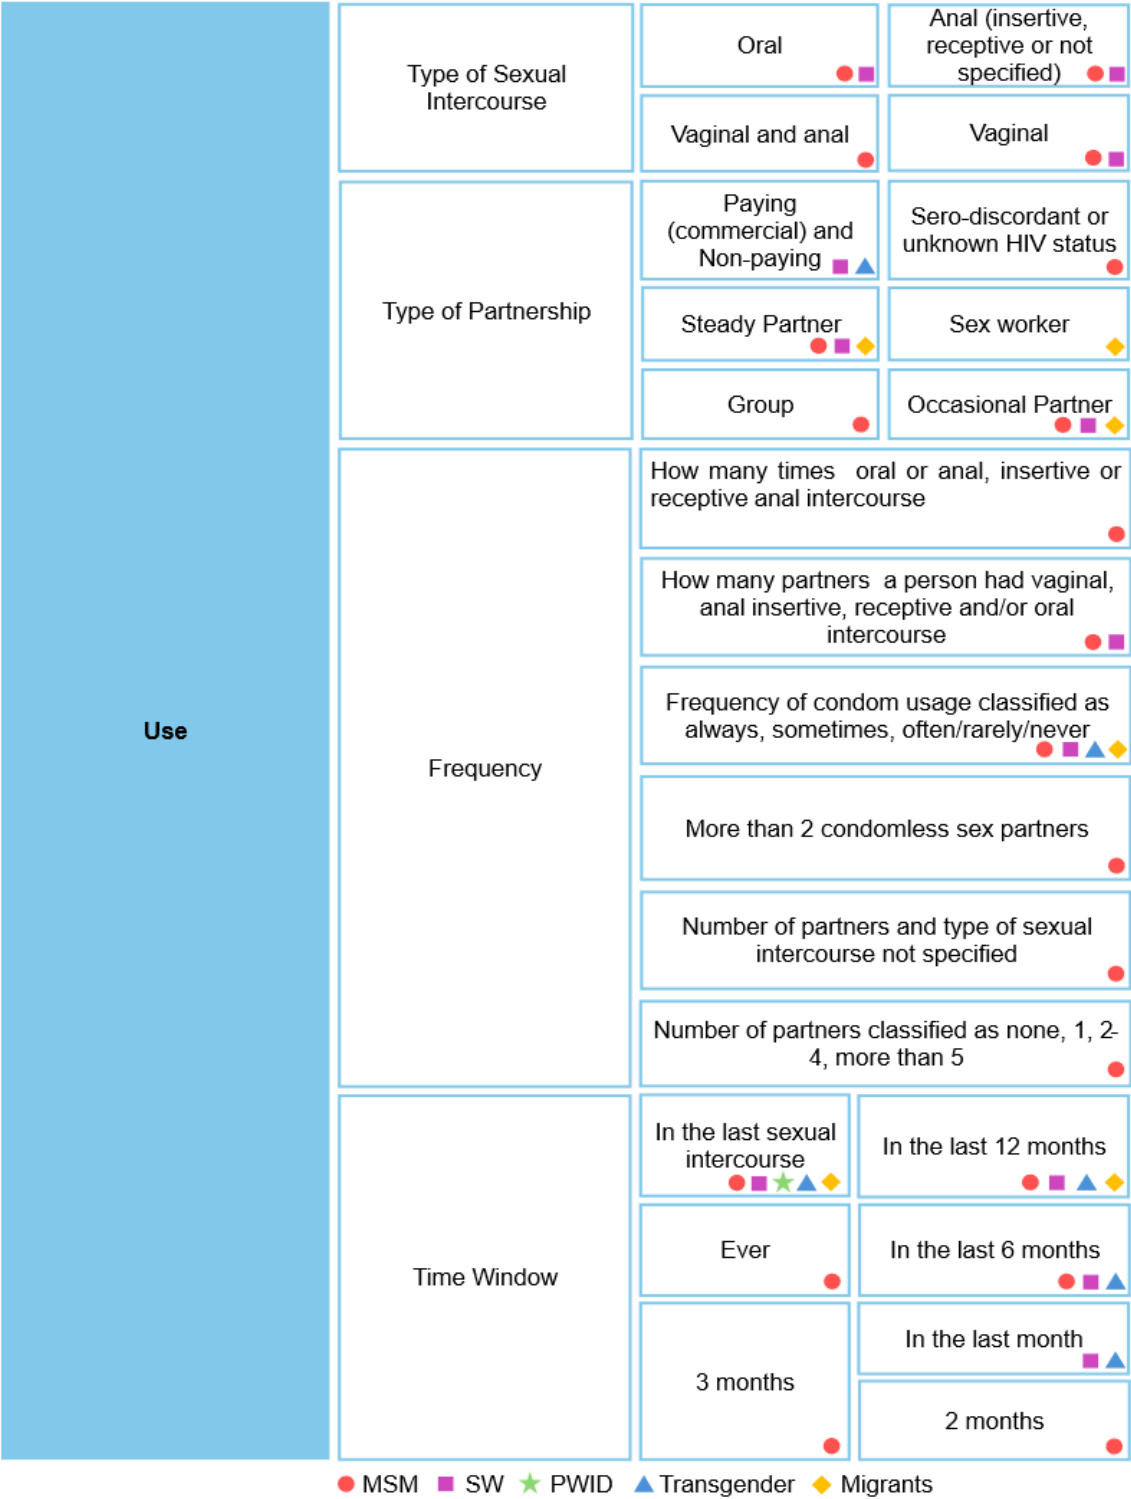 Use
Type of Sexual
Intercourse
Oral
Anal (insertive,
receptive or not
specified)
Vaginal and anal
Vaginal
Type of Partnership
Paying
(commercial) and
Non-paying
Sero-discordant or
unknown HIV status
Steady Partner
Sex worker
Group
Occasional Partner
Frequency
How many times oral or anal, insertive or
receptive anal intercourse
How many partners a person had vaginal,
anal insertive, receptive and/or oral
intercourse
Frequency of condom usage classified as
always, sometimes, often/rarely/never
More than 2 condomless sex partners
Number of partners and type of sexual
intercourse not specified
Number of partners classified as none, 1, 2-
4, more than 5
Time Window
In the last sexual
intercourse
In the last 12 months
Ever
In the last 6 months
3 months
In the last month
2 months
MSM SW PWID Transgender Migrants